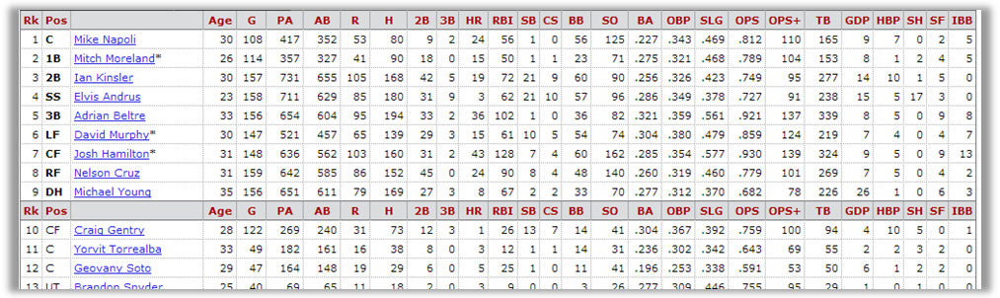 Rk Pos Age G PA AB R H 2B 3B HR RBI SB CS BB SO BA OBP SLG OPS OPS+ TB GDP HBP SH SF IBB
1 C Mike Napoli 30 108 417 352 53 80 9 2 24 56 1 0 56 125 .227 .343 .469 .812 110 165 9 7 0 2 5
2 1B Mitch Moreland* 26 114 357 327 41 90 18 0 15 50 1 1 23 71 .275 .321 .468 .789 104 153 8 1 2 4 5
3 2B Ian Kinsler 30 157 731 655 105 168 42 5 19 72 21 9 60 90 .256 .326 .423 .749 95 277 14 10 1 5 0
4 SS Elvis Andrus 23 158 711 629 85 180 31 9 3 62 21 10 57 96 .286 .349 .378 .727 91 238 15 5 17 3 0
5 3B Adrian Beltre 33 156 654 604 95 194 33 2 36 102 1 0 36 82 .321 .359 .561 .921 137 339 8 5 0 9 8
6 LF David Murphy* 30 147 521 457 65 139 29 3 15 61 10 5 54 74 .304 .380 .479 .859 124 219 7 4 0 4 7
7 CF Josh Hamilton* 31 148 636 562 103 160 31 2 43 128 7 4 60 162 .285 .354 .577 .930 139 324 9 5 0 9 13
8 RF Nelson Cruz 31 159 642 585 86 152 45 0 24 90 8 4 48 140 .260 .319 .460 .779 101 269 7 5 0 4 2
9 DH Michael Young 35 156 651 611 79 169 27 3 8 67 2 2 33 70 .277 .312 .370 .682 78 226 26 1 0 6 3
Rk Pos Age G PA AB R H 2B 3B HR RBI SB CS BB SO BA OBP SLG OPS OPS+ TB GDP HBP SH SF IBB
10 CF Craig Gentry 28 122 269 240 31 73 12 3 1 26 13 7 14 41 .304 .367 .392 .759 100 94 4 10 5 0 1
11 C Yorvit Torrealba 33 49 182 161 16 38 8 0 3 12 1 1 14 31 .236 .302 .342 .643 69 55 2 2 3 2 0
12 C Geovany Soto 29 47 164 148 19 29 6 0 5 25 1 0 11 41 .196 .253 .338 .591 53 50 6 1 2 2 0
13 UT Brandon Snyder 25 40 69 65 11 18 2 0 3 9 0 0 3 26 .277 .309 .446 .755 95 29 1 0 1 0 0